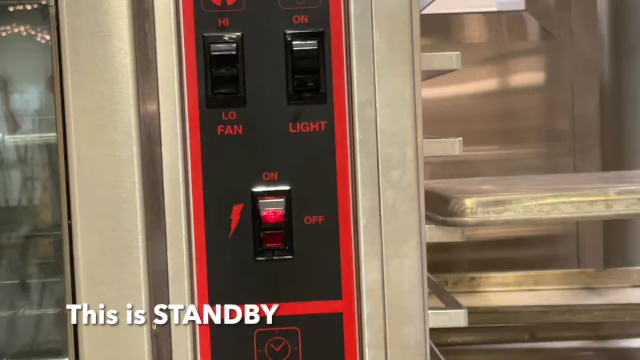 HI
ON
LO
FAN
LIGHT
ON
OFF
This is STANDBY